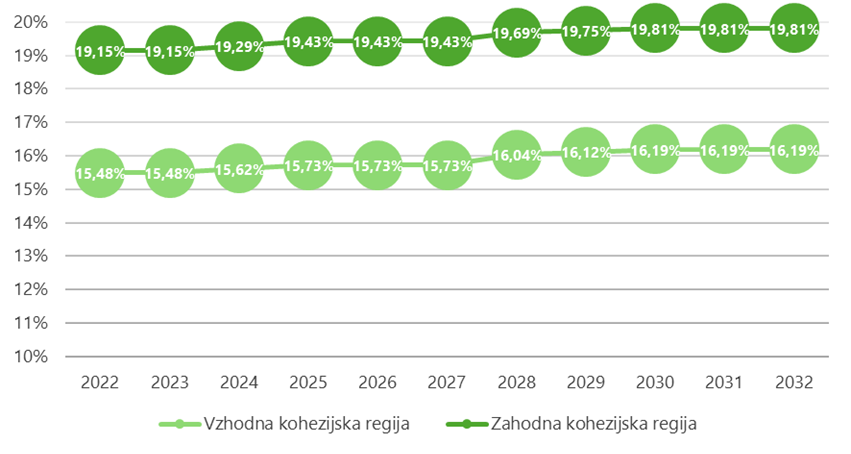 20%
19%
18%
17%
16%
15%
14%
13%
12%
11%
10%
19,15% 19,15% 19,29% 19,43% 19,43% 19,43% 19,69% 19,75% 19,81% 19,81% 19,81%
15,48% 15,48% 15,62% 15,73% 15,73% 15,73% 16,04% 16,12% 16,19% 16,19% 16,19%
2022 2023 2024 2025 2026 2027 2028 2029 2030 2031 2032
Vzhodna kohezijska regija Zahodna kohezijska regija